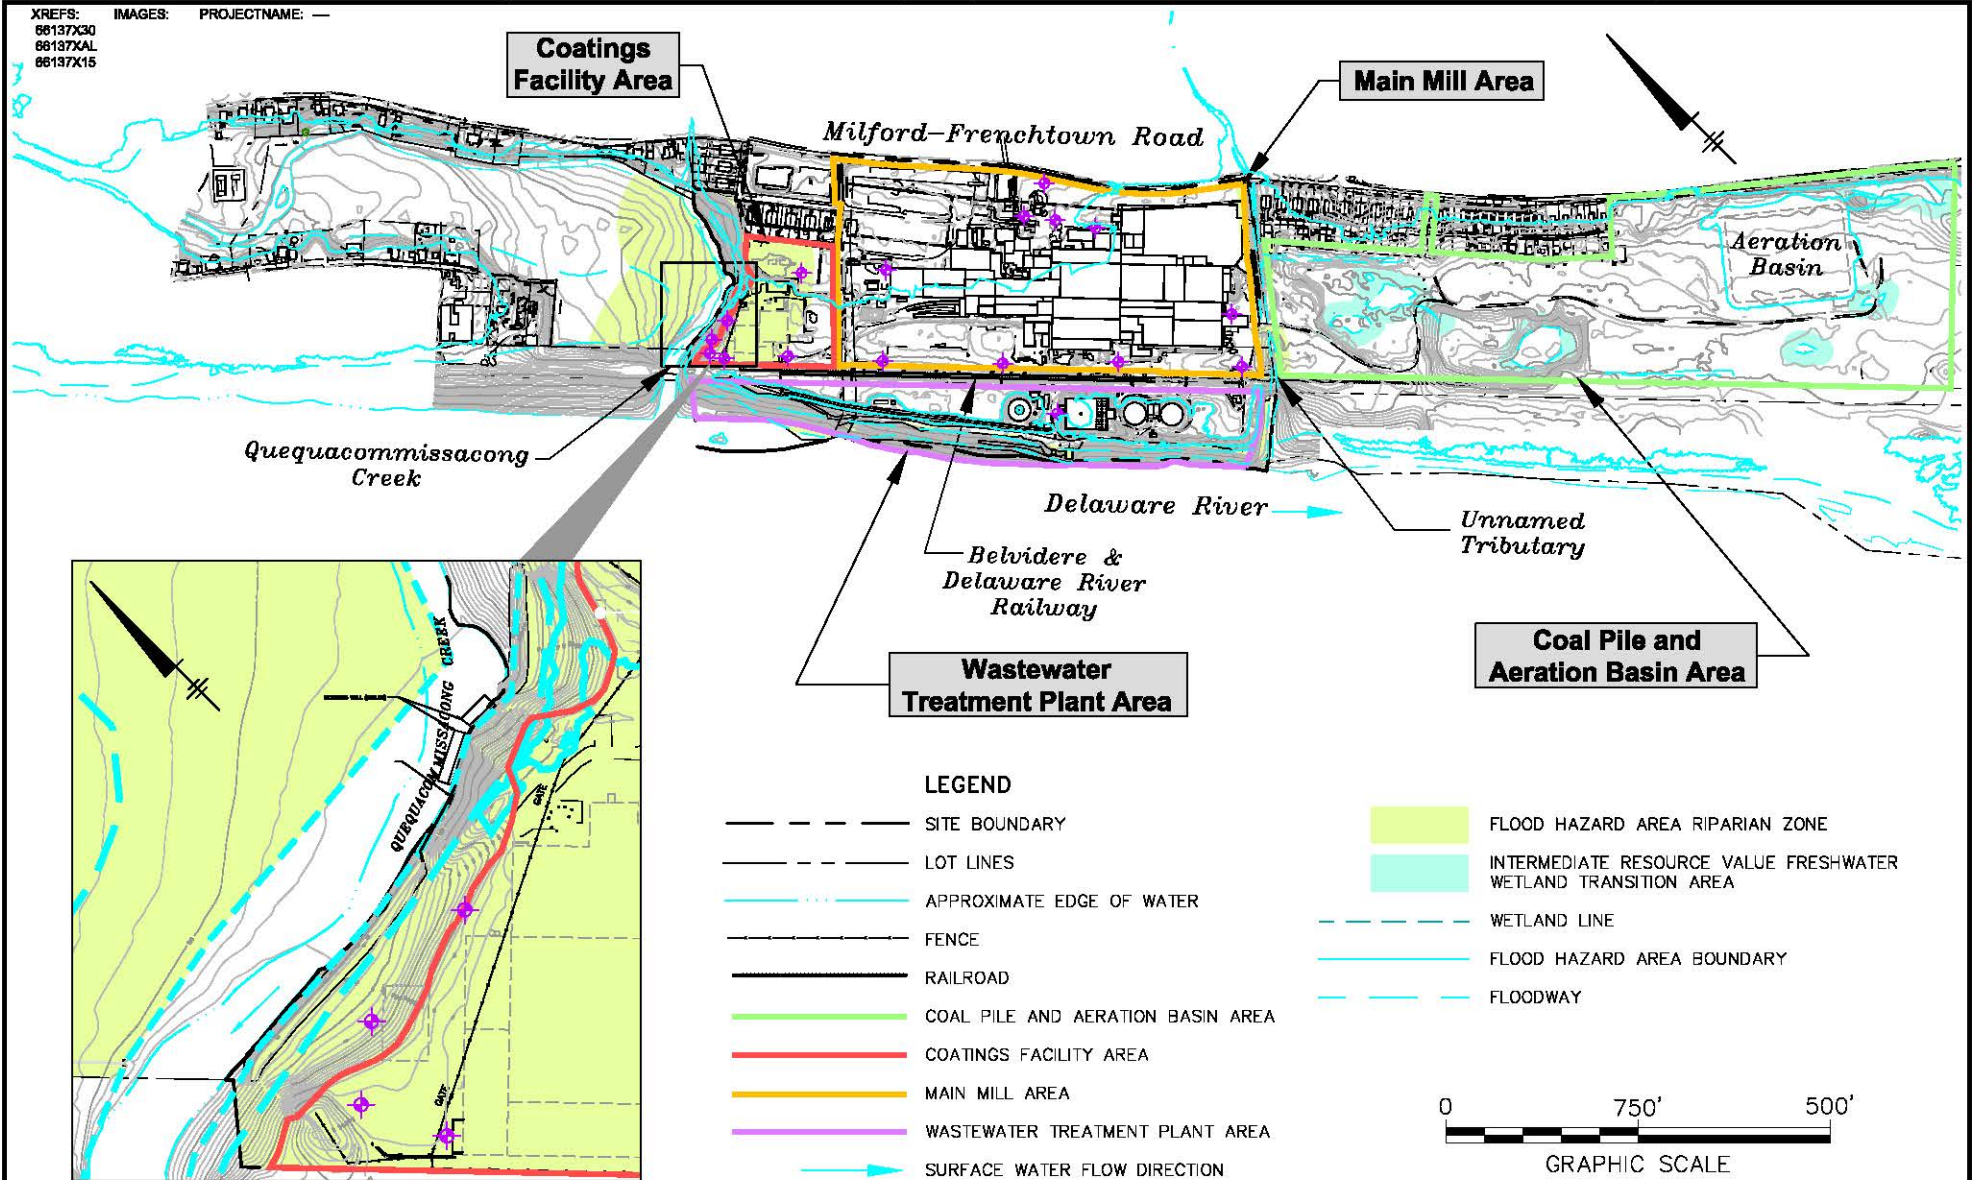 XREFS: IMAGES: PROJECTNAME: —
66137X30
66137XAL
66137X15
Coatings
Facility Area
Main Mill Area
Milford-Frenchtown Road
Aeration
Basin
Quequacommissacong
Creek
Delaware River
Unnamed
Tributary
Belvidere &
Delaware River
Railway
Wastewater
Treatment Plant Area
Coal Pile and
Aeration Basin Area
QUEQUACOMMISSACONG CREEK
GATE
GATE
LEGEND
SITE BOUNDARY
LOT LINES
APPROXIMATE EDGE OF WATER
FENCE
RAILROAD
COAL PILE AND AERATION BASIN AREA
COATINGS FACILITY AREA
MAIN MILL AREA
WASTEWATER TREATMENT PLANT AREA
SURFACE WATER FLOW DIRECTION
FLOOD HAZARD AREA RIPARIAN ZONE
INTERMEDIATE RESOURCE VALUE FRESHWATER
WETLAND TRANSITION AREA
WETLAND LINE
FLOOD HAZARD AREA BOUNDARY
FLOODWAY
0 750' 500'
GRAPHIC SCALE